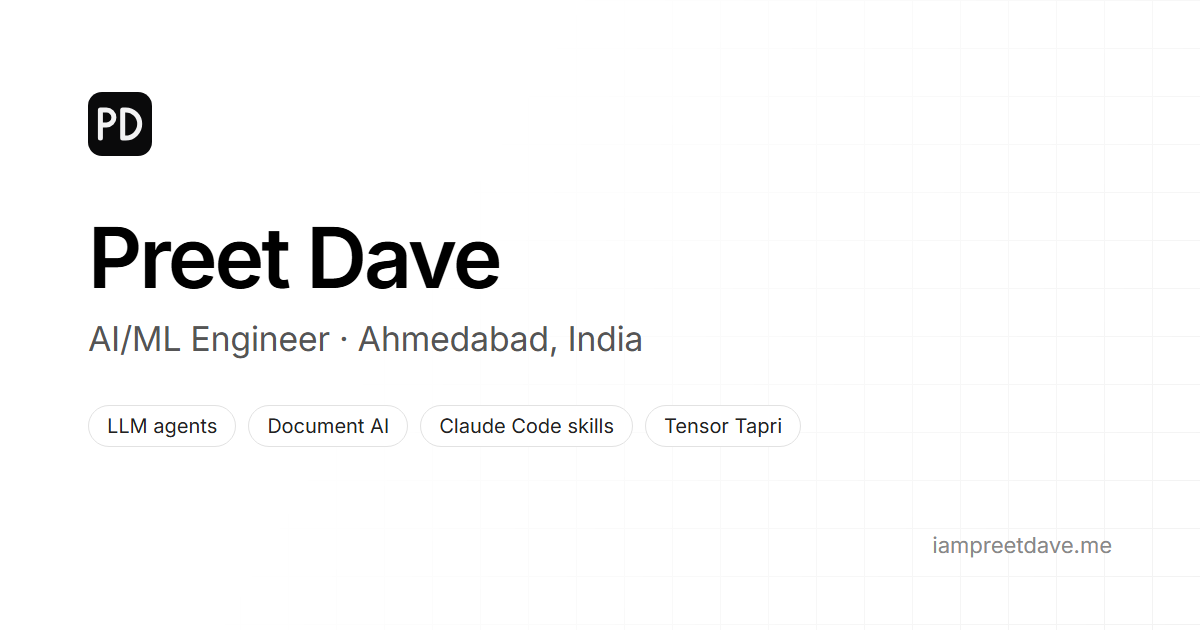 PD
Preet Dave
AI/ML Engineer · Ahmedabad, India
LLM agents Document AI Claude Code skills Tensor Tapri
iampreetdave.me